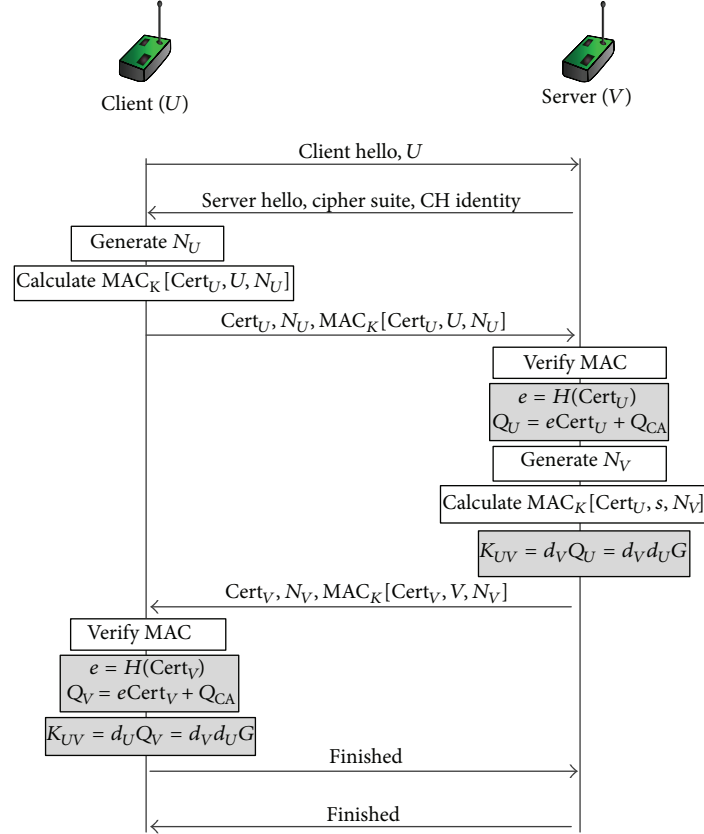 Client (U)
Server (V)
Client hello, U
Server hello, cipher suite, CH identity
Generate N_U
Calculate MAC_K [Cert_U, U, N_U]
Cert_U, N_U, MAC_K[Cert_U, U, N_U]
Verify MAC
e = H(Cert_U)
Q_U = eCert_U + Q_CA
Generate N_V
Calculate MAC_K[Cert_U, s, N_V]
K_UV = d_V Q_U = d_V d_U G
Cert_V, N_V, MAC_K[Cert_V, V, N_V]
Verify MAC
e = H(Cert_V)
Q_V = eCert_V + Q_CA
K_UV = d_U Q_V = d_V d_U G
Finished
Finished